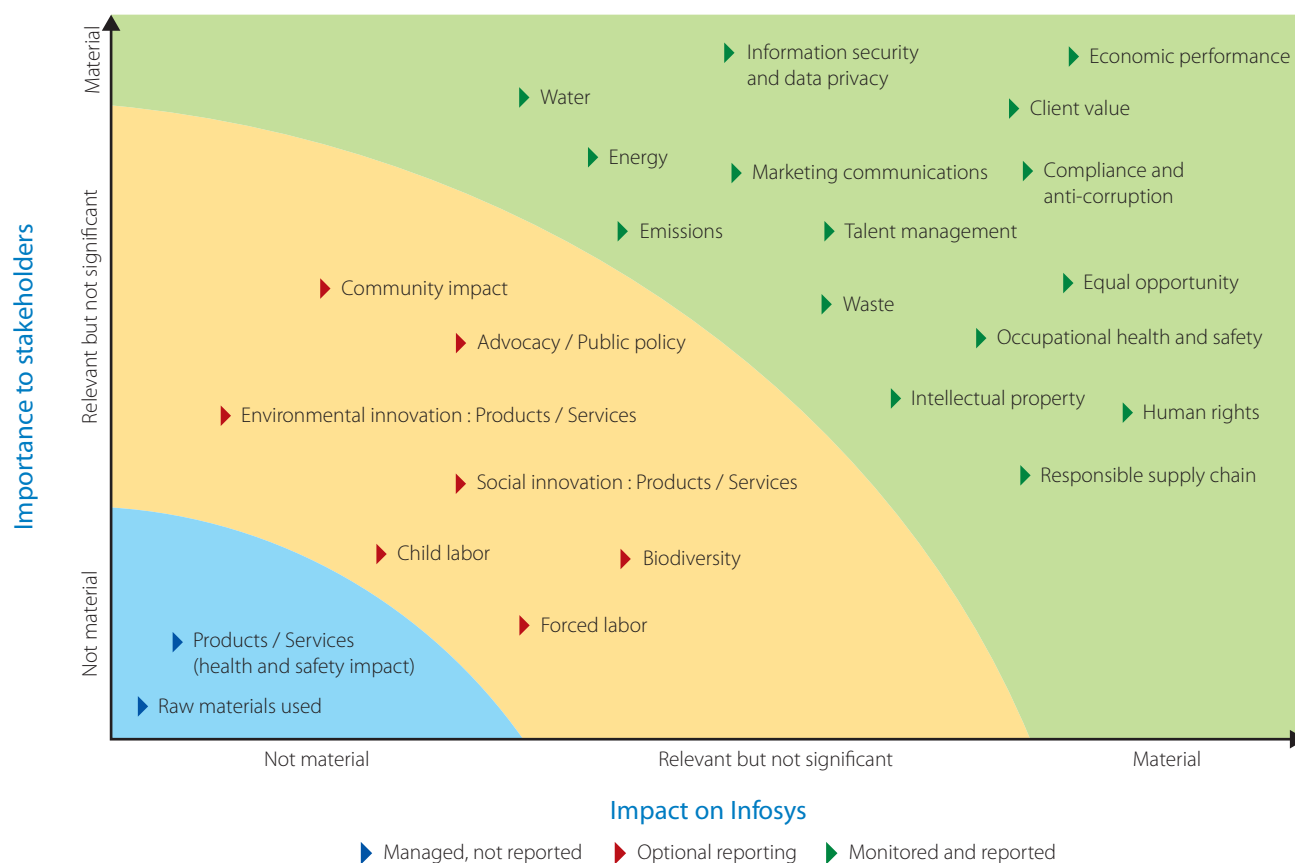 Importance to stakeholders
Material
Relevant but not significant
Not material
Information security
and data privacy
Economic performance
Water
Client value
Energy
Marketing communications
Compliance and
anti-corruption
Emissions
Talent management
Community impact
Equal opportunity
Waste
Advocacy / Public policy
Occupational health and safety
Environmental innovation : Products / Services
Intellectual property
Human rights
Social innovation : Products / Services
Responsible supply chain
Child labor
Biodiversity
Forced labor
Products / Services
(health and safety impact)
Raw materials used
Not material
Relevant but not significant
Material
Impact on Infosys
Managed, not reported
Optional reporting
Monitored and reported